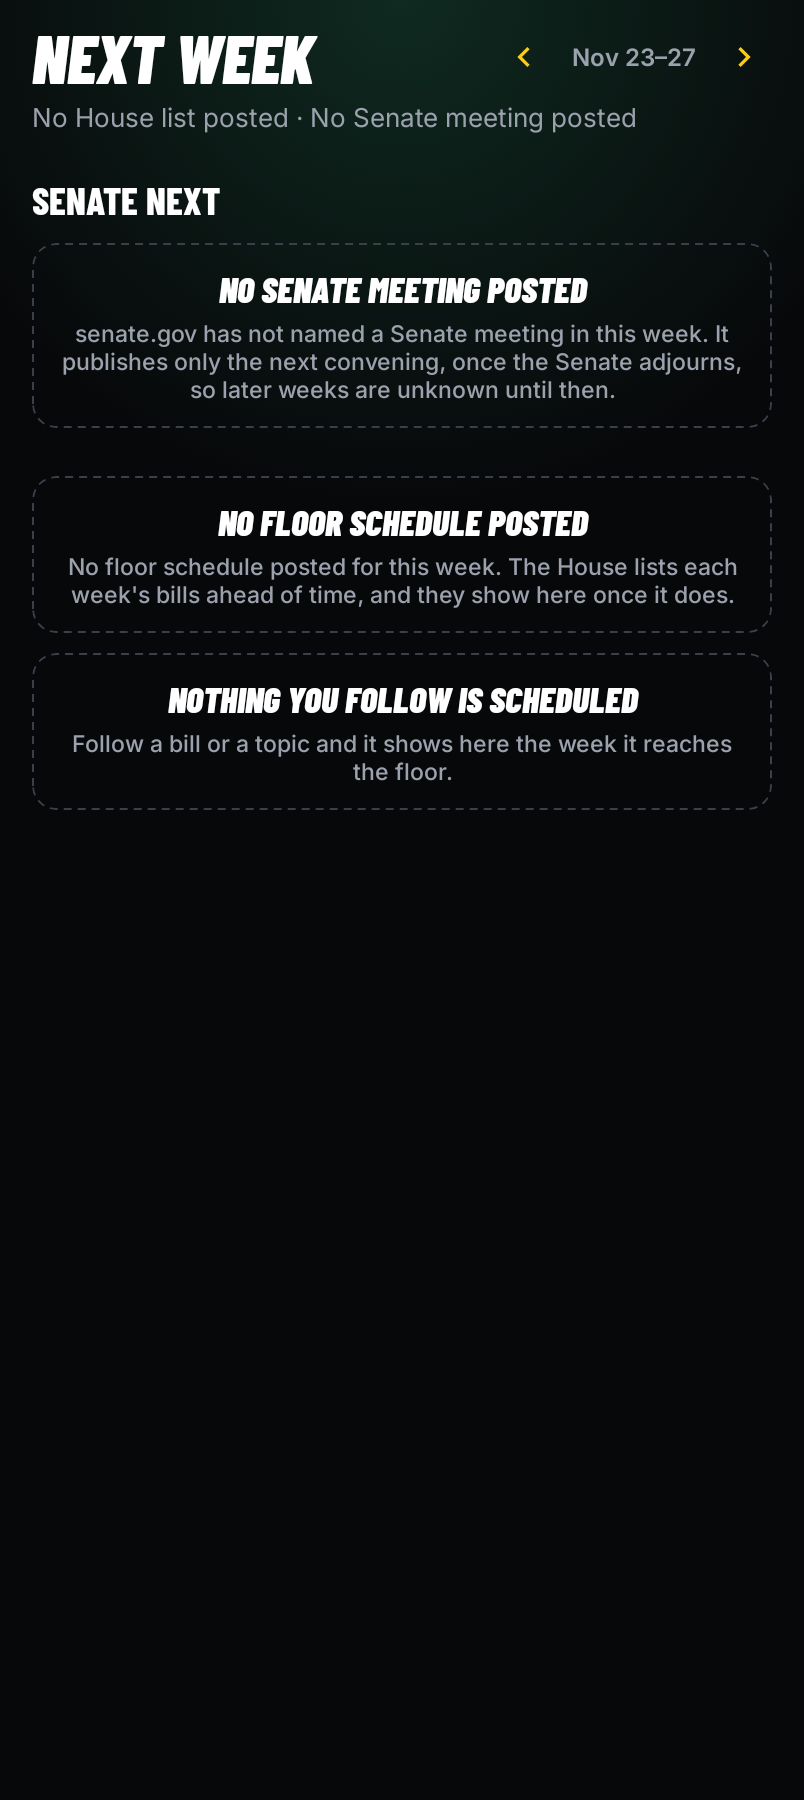 NEXT WEEK
Nov 23–27
No House list posted · No Senate meeting posted
SENATE NEXT
NO SENATE MEETING POSTED
senate.gov has not named a Senate meeting in this week. It
publishes only the next convening, once the Senate adjourns,
so later weeks are unknown until then.
NO FLOOR SCHEDULE POSTED
No floor schedule posted for this week. The House lists each
week's bills ahead of time, and they show here once it does.
NOTHING YOU FOLLOW IS SCHEDULED
Follow a bill or a topic and it shows here the week it reaches
the floor.